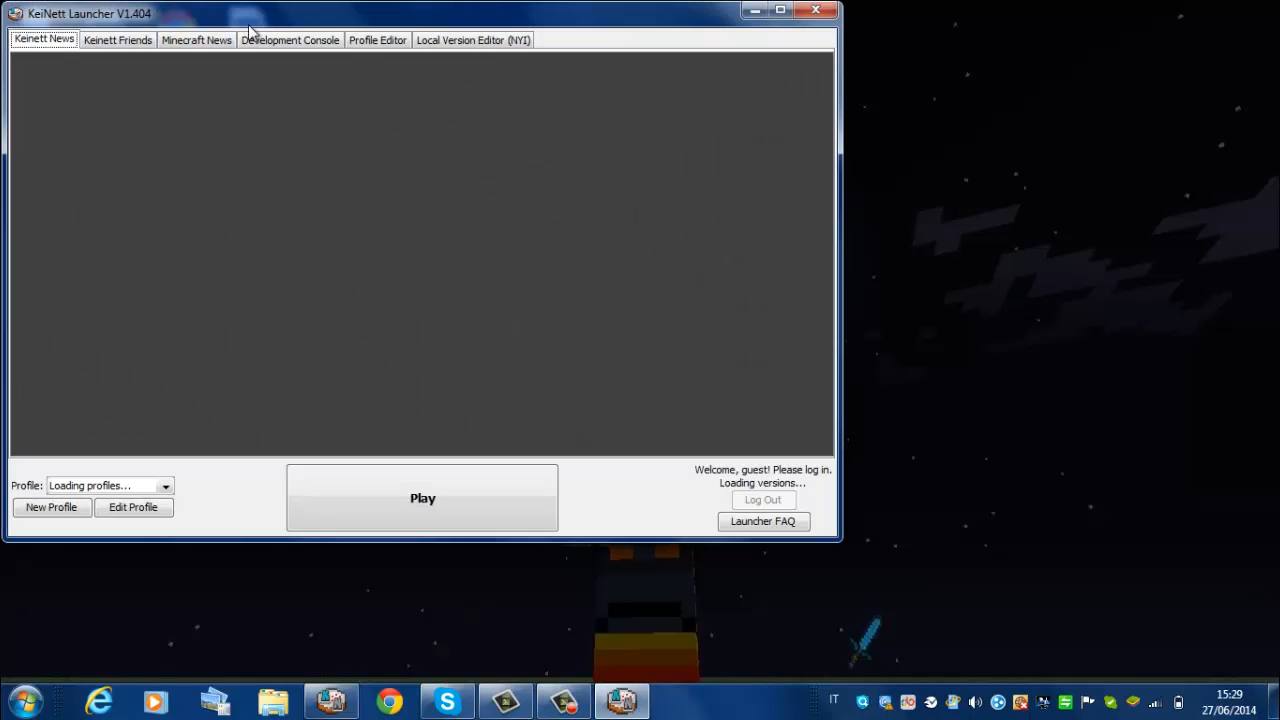 KeiNett Launcher V1.404
Keinett News
Keinett Friends
Minecraft News
Development Console
Profile Editor
Local Version Editor (NYI)
Profile:
Loading profiles...
New Profile
Edit Profile
Play
Welcome, guest! Please log in.
Loading versions...
Log Out
Launcher FAQ
IT
15:29
27/06/2014